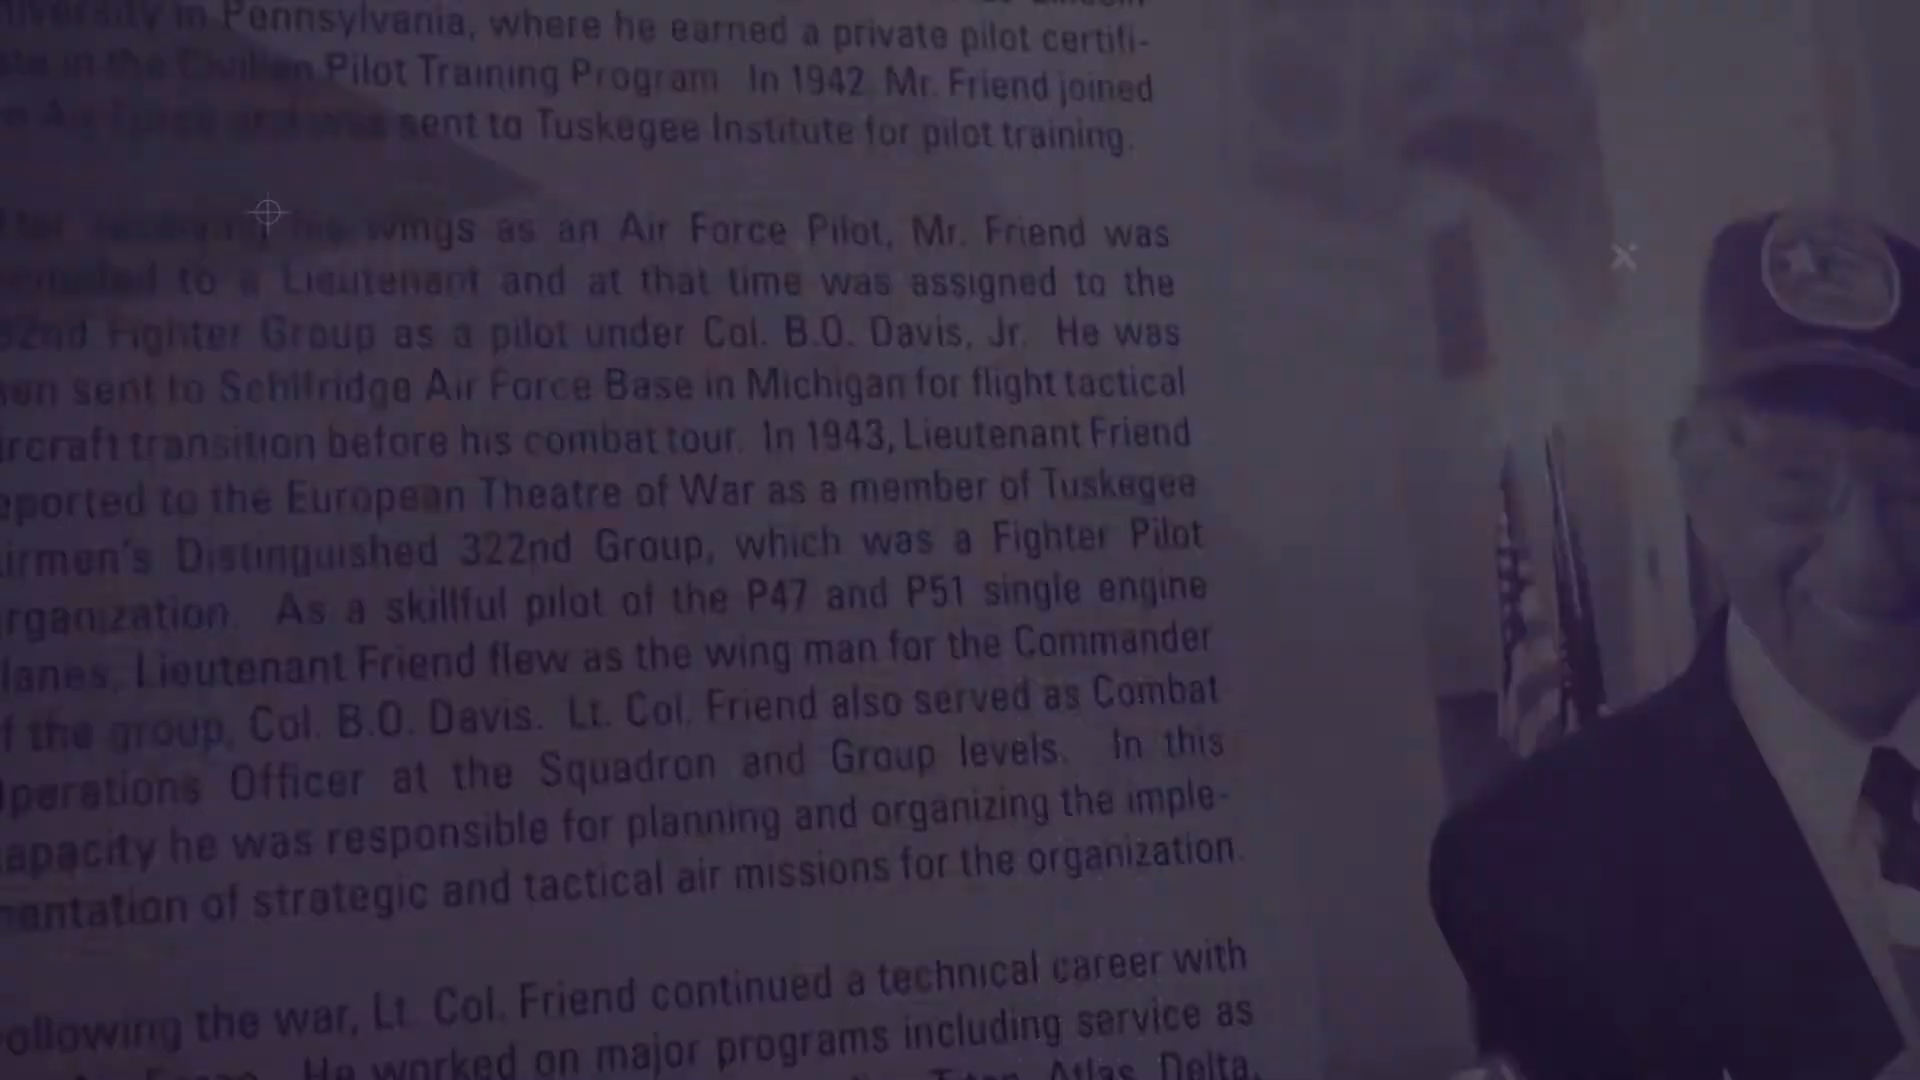 in Pennsylvania, where he earned a private pilot certifi-
in the Civilian Pilot Training Program. In 1942 Mr. Friend joined
sent to Tuskegee Institute for pilot training.
his wings as an Air Force Pilot, Mr. Friend was
to a Lieutenant and at that time was assigned to the
32nd Fighter Group as a pilot under Col. B.O. Davis, Jr. He was
sent to Schlfridge Air Force Base in Michigan for flight tactical
ircraft transition before his combat tour. In 1943, Lieutenant Friend
eported to the European Theatre of War as a member of Tuskegee
irmen's Distinguished 322nd Group, which was a Fighter Pilot
rganization. As a skillful pilot of the P47 and P51 single engine
lanes, Lieutenant Friend flew as the wing man for the Commander
f the group, Col. B.O. Davis. Lt. Col. Friend also served as Combat
Operations Officer at the Squadron and Group levels. In this
capacity he was responsible for planning and organizing the imple-
mentation of strategic and tactical air missions for the organization.
ollowing the war, Lt. Col. Friend continued a technical career with
He worked on major programs including service as
Titan, Atlas, Delta,